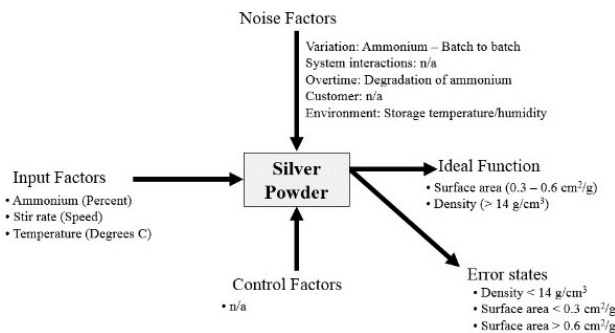 Noise Factors
Variation: Ammonium – Batch to batch
System interactions: n/a
Overtime: Degradation of ammonium
Customer: n/a
Environment: Storage temperature/humidity
Input Factors
• Ammonium (Percent)
• Stir rate (Speed)
• Temperature (Degrees C)
Silver
Powder
Ideal Function
• Surface area (0.3 – 0.6 cm²/g)
• Density (> 14 g/cm³)
Control Factors
• n/a
Error states
• Density < 14 g/cm³
• Surface area < 0.3 cm²/g
• Surface area > 0.6 cm²/g